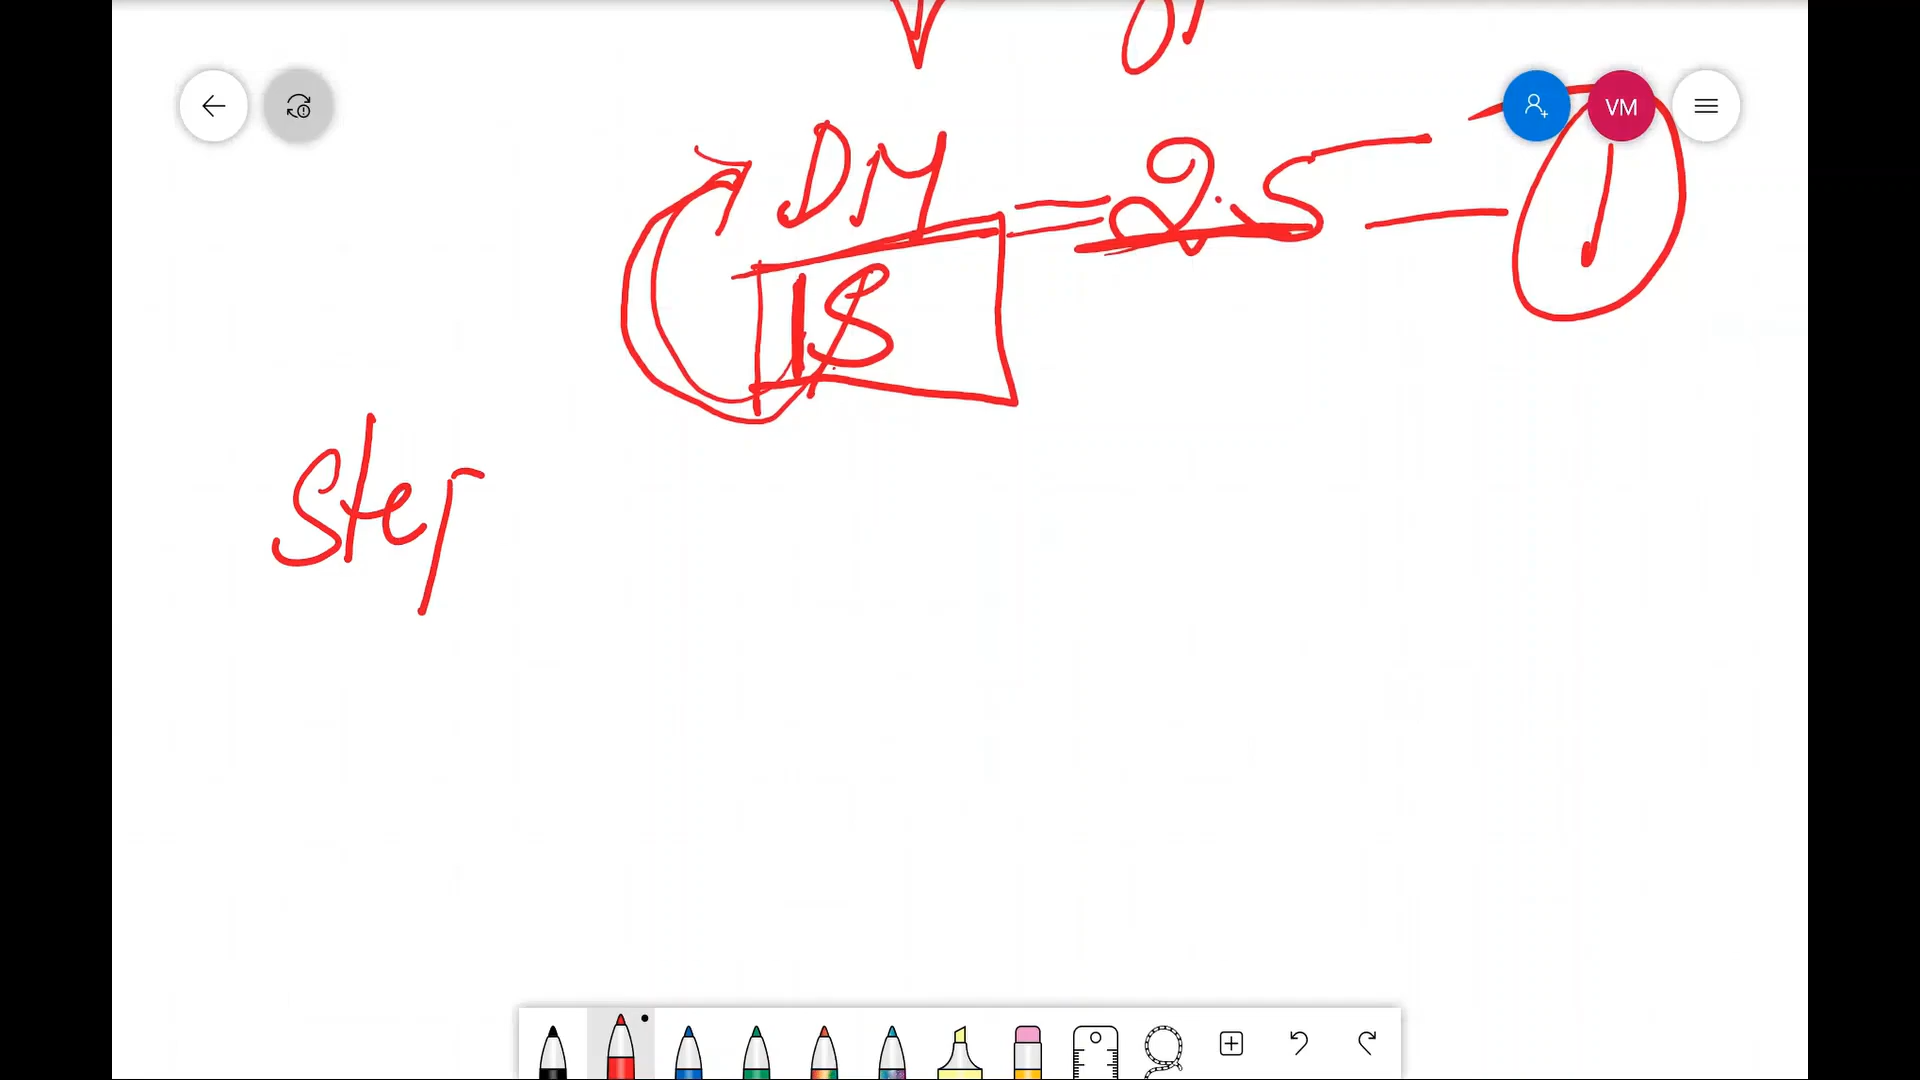 VM
DM = 2.5 — 1
IS
Step